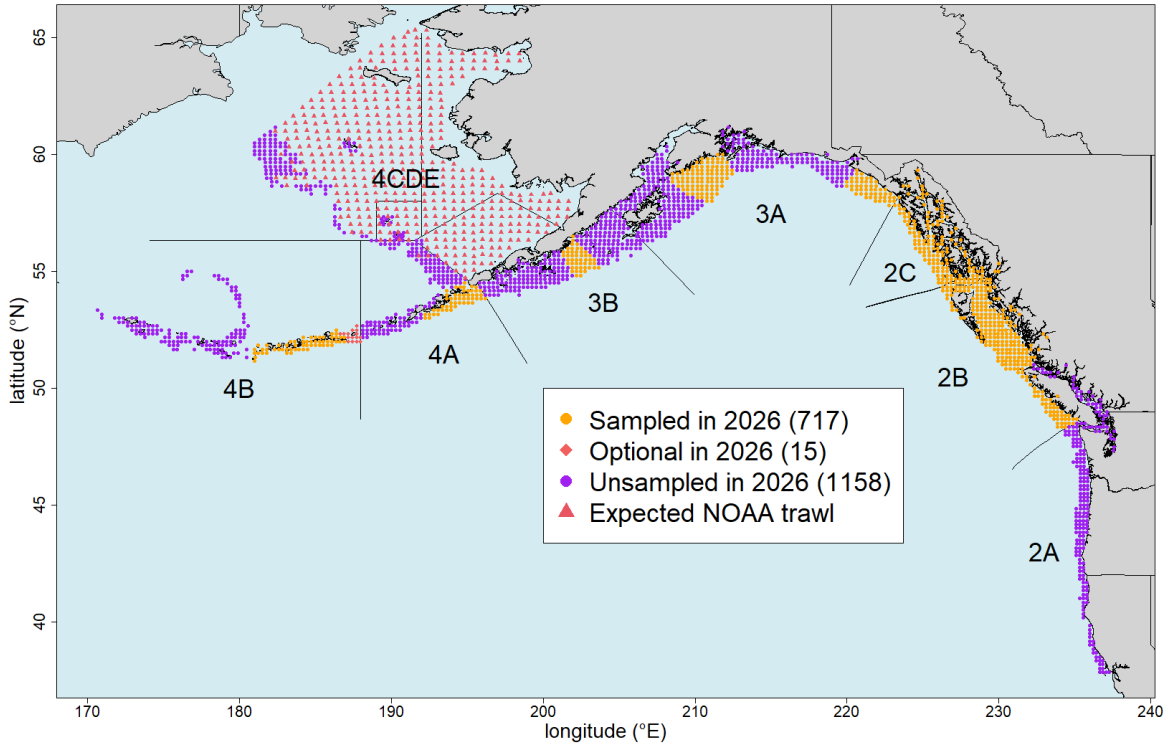 65
60
55
50
45
40
latitude (°N)
4CDE
3A
3B
2C
4A
4B
2B
2A
Sampled in 2026 (717)
Optional in 2026 (15)
Unsampled in 2026 (1158)
Expected NOAA trawl
170 180 190 200 210 220 230 240
longitude (°E)